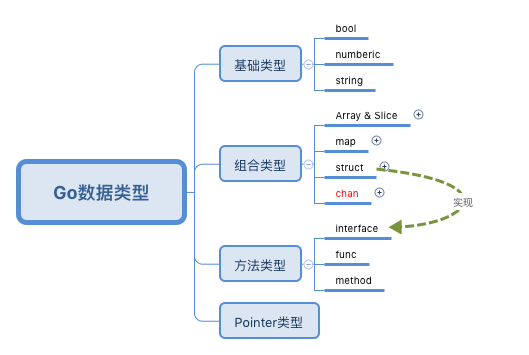 Go数据类型
基础类型
bool
numberic
string
组合类型
Array & Slice
map
struct
chan
实现
方法类型
interface
func
method
Pointer类型